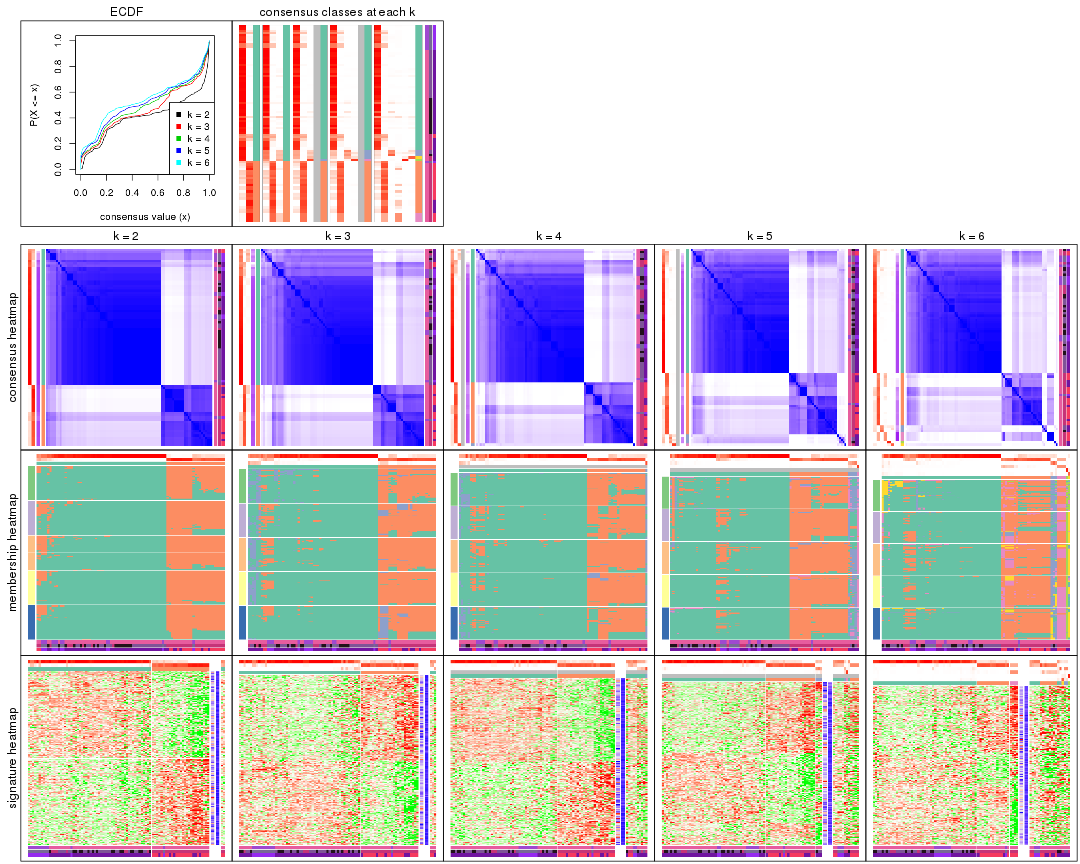 ECDF
consensus classes at each k
P(X <= x)
0.0 0.2 0.4 0.6 0.8 1.0
k = 2
k = 3
k = 4
k = 5
k = 6
0.0 0.2 0.4 0.6 0.8 1.0
consensus value (x)
k = 2 k = 3 k = 4 k = 5 k = 6
consensus heatmap
membership heatmap
signature heatmap